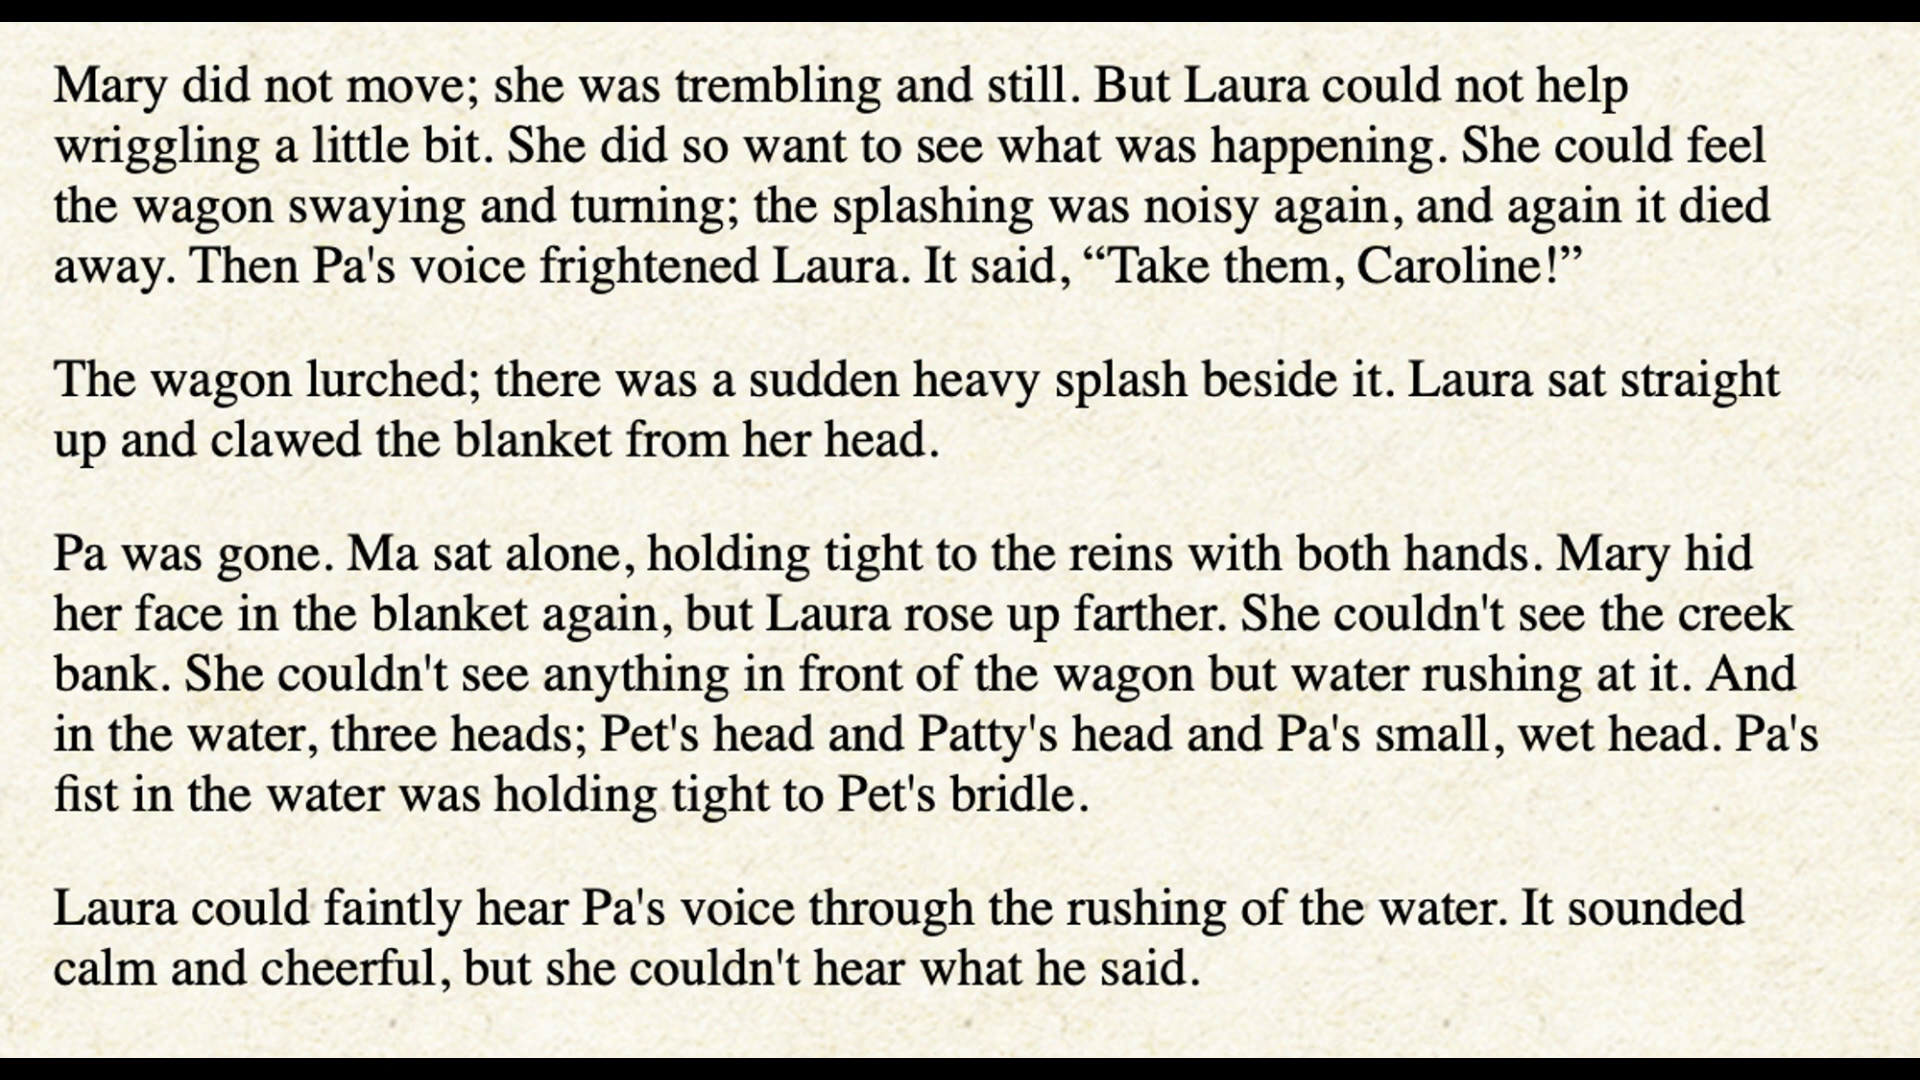 Mary did not move; she was trembling and still. But Laura could not help
wriggling a little bit. She did so want to see what was happening. She could feel
the wagon swaying and turning; the splashing was noisy again, and again it died
away. Then Pa's voice frightened Laura. It said, “Take them, Caroline!”
The wagon lurched; there was a sudden heavy splash beside it. Laura sat straight
up and clawed the blanket from her head.
Pa was gone. Ma sat alone, holding tight to the reins with both hands. Mary hid
her face in the blanket again, but Laura rose up farther. She couldn't see the creek
bank. She couldn't see anything in front of the wagon but water rushing at it. And
in the water, three heads; Pet's head and Patty's head and Pa's small, wet head. Pa's
fist in the water was holding tight to Pet's bridle.
Laura could faintly hear Pa's voice through the rushing of the water. It sounded
calm and cheerful, but she couldn't hear what he said.